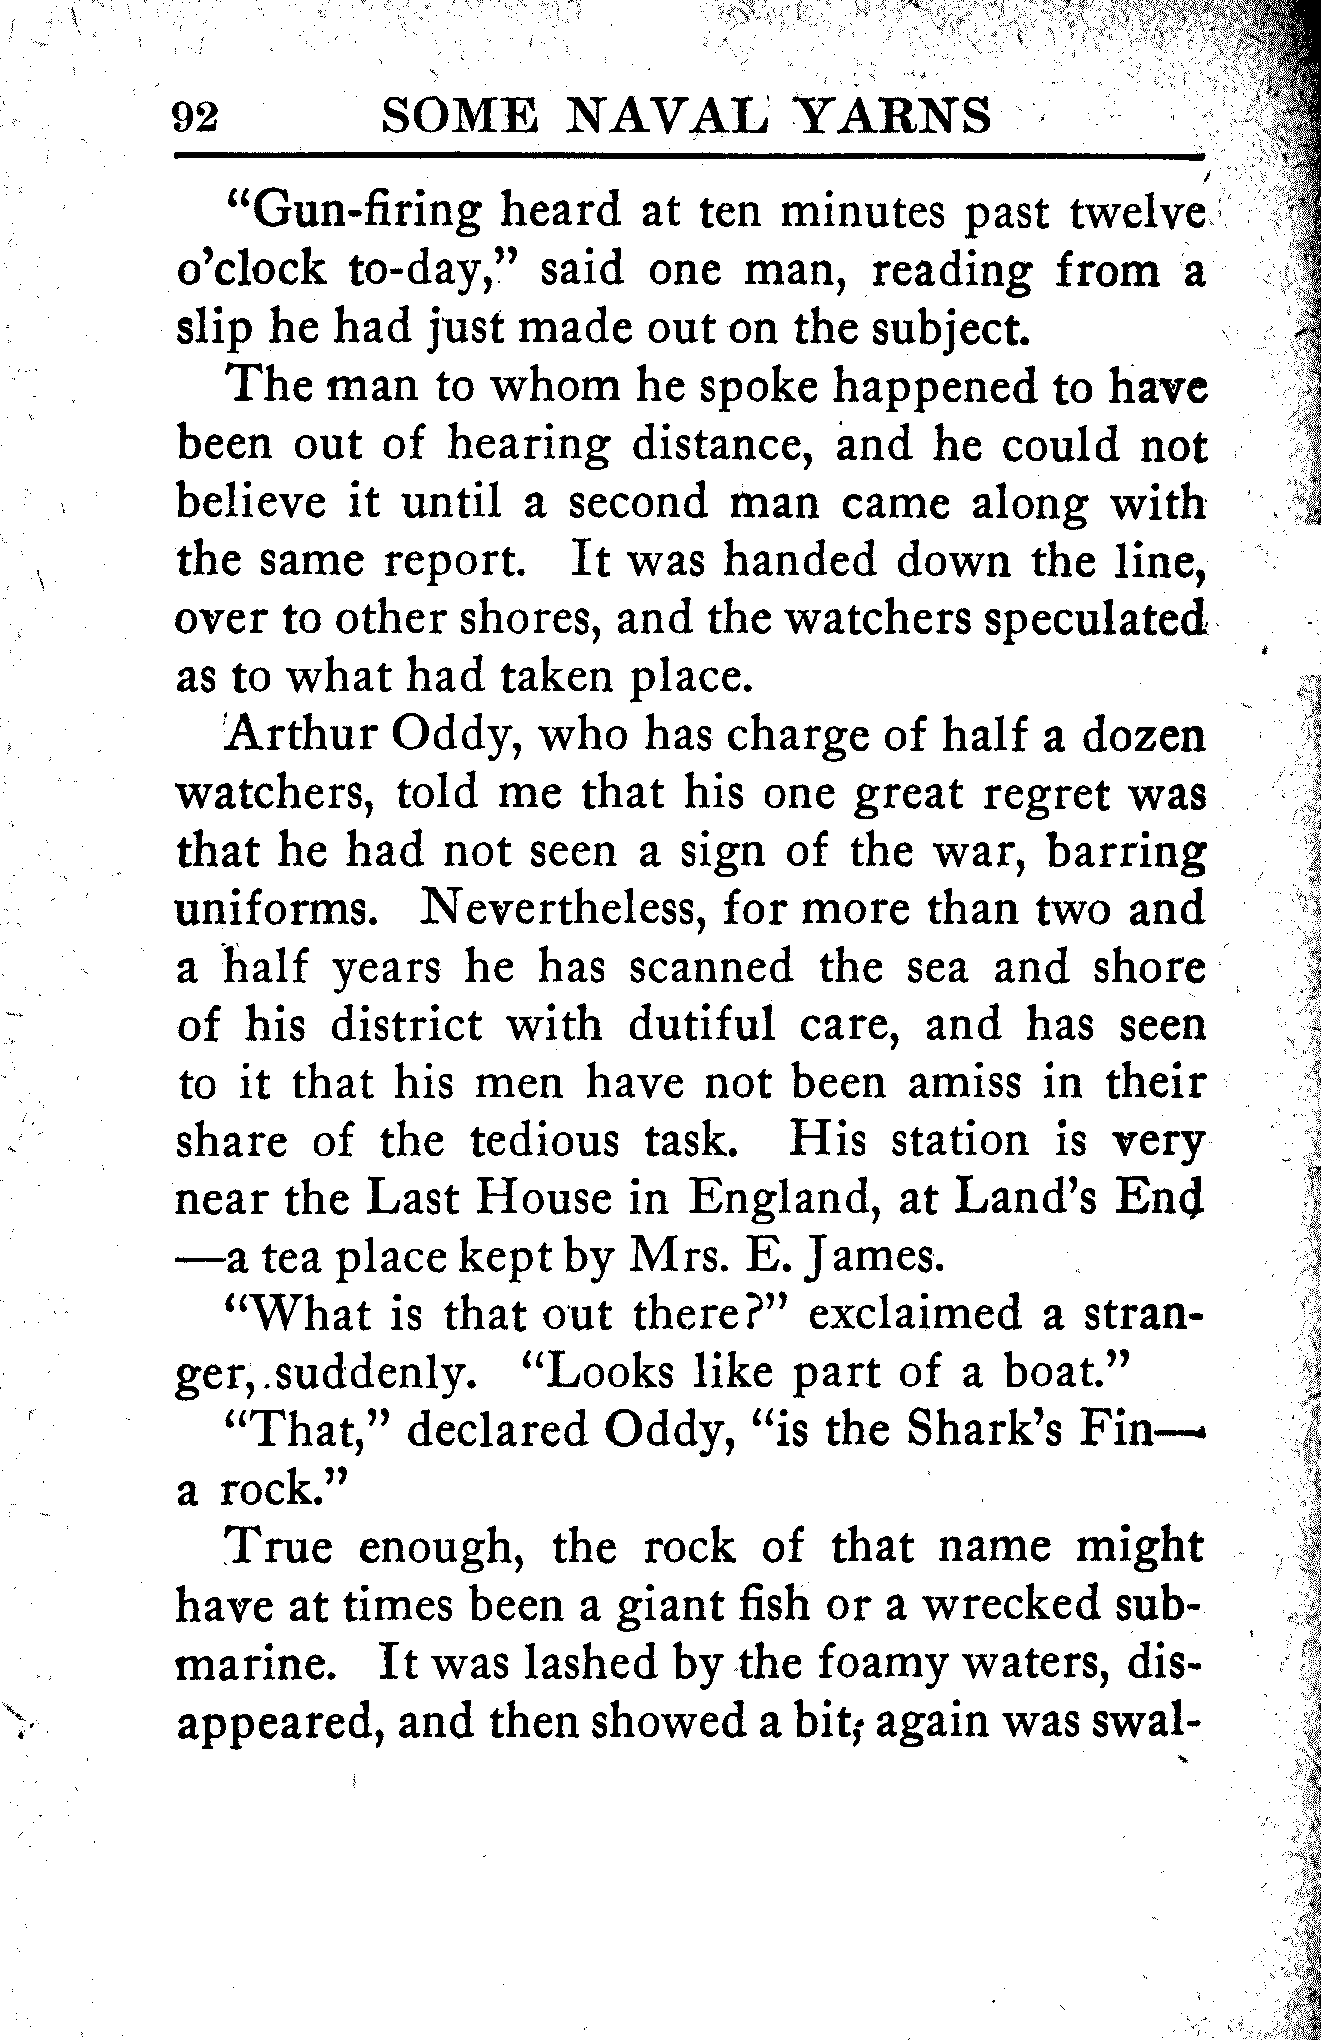 92 SOME NAVAL YARNS
“Gun-firing heard at ten minutes past twelve
o’clock to-day,” said one man, reading from a
slip he had just made out on the subject.
The man to whom he spoke happened to have
been out of hearing distance, and he could not
believe it until a second man came along with
the same report. It was handed down the line,
over to other shores, and the watchers speculated
as to what had taken place.
Arthur Oddy, who has charge of half a dozen
watchers, told me that his one great regret was
that he had not seen a sign of the war, barring
uniforms. Nevertheless, for more than two and
a half years he has scanned the sea and shore
of his district with dutiful care, and has seen
to it that his men have not been amiss in their
share of the tedious task. His station is very
near the Last House in England, at Land’s End
—a tea place kept by Mrs. E. James.
“What is that out there?” exclaimed a stran-
ger, suddenly. “Looks like part of a boat.”
“That,” declared Oddy, “is the Shark’s Fin—
a rock.”
True enough, the rock of that name might
have at times been a giant fish or a wrecked sub-
marine. It was lashed by the foamy waters, dis-
appeared, and then showed a bit; again was swal-